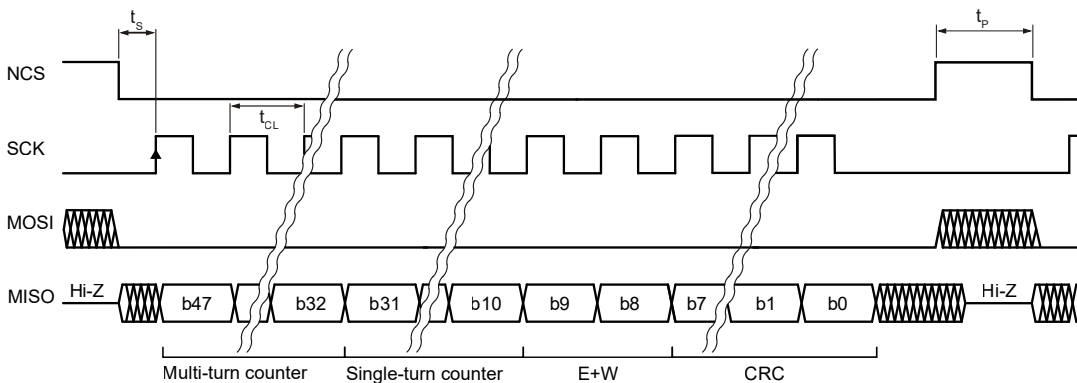 tS
tP
NCS
tCL
SCK
MOSI
MISO Hi-Z b47 b32 b31 b10 b9 b8 b7 b1 b0 Hi-Z
Multi-turn counter Single-turn counter E+W CRC